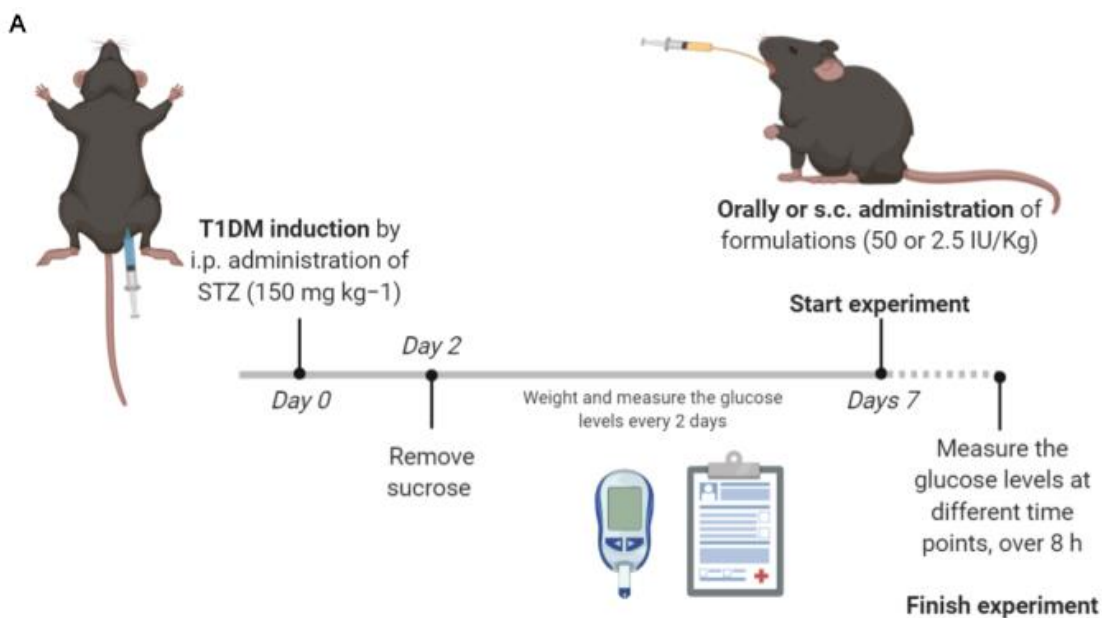 A
T1DM induction by
i.p. administration of
STZ (150 mg kg−1)
Orally or s.c. administration of
formulations (50 or 2.5 IU/Kg)
Start experiment
Day 2
Day 0
Weight and measure the glucose
levels every 2 days
Days 7
Remove
sucrose
Measure the
glucose levels at
different time
points, over 8 h
Finish experiment